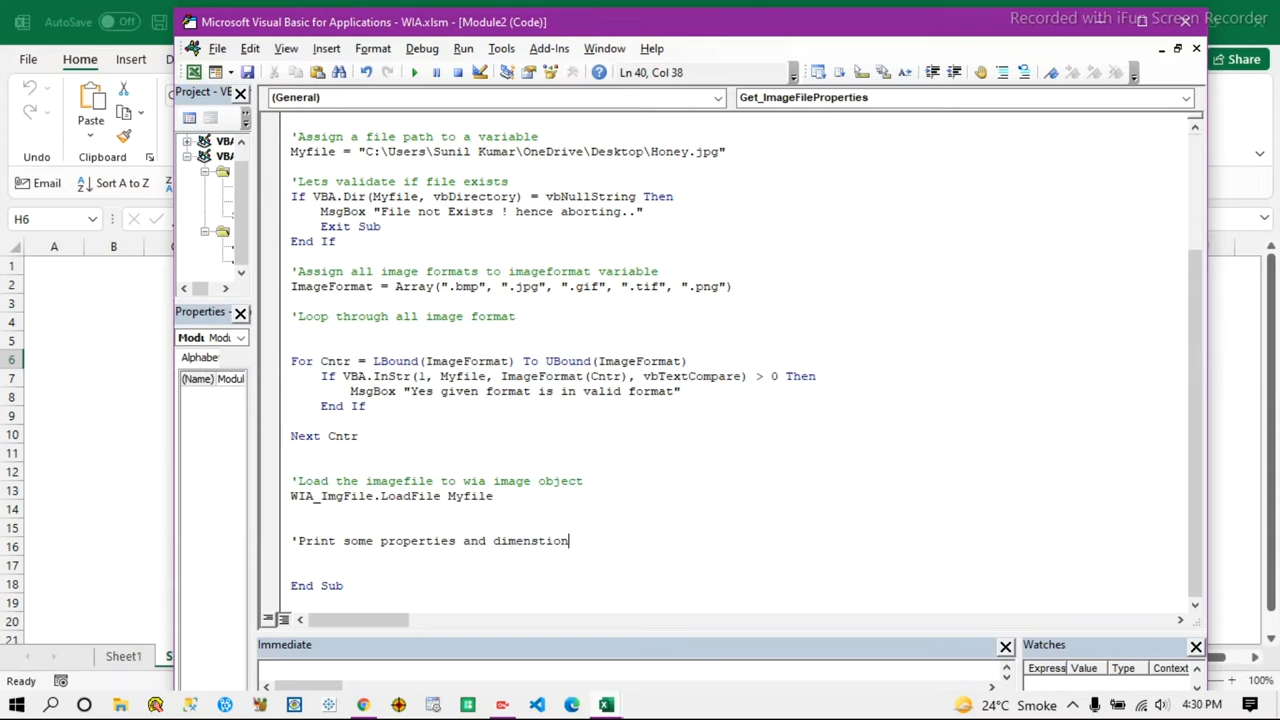 AutoSave Off
Microsoft Visual Basic for Applications - WIA.xlsm - [Module2 (Code)]
Recorded with iFun Screen Recorder
File Home Insert
Share
File Edit View Insert Format Debug Run Tools Add-Ins Window Help
Ln 40, Col 38
Project - VB
(General)
Get_ImageFileProperties
Paste
Undo Clipboard
Email Sort A to Z
H6
A B C
1
2
3
4
5
6
7
8
9
10
11
12
13
14
15
16
17
18
19
20
21
VBA
VBA
Properties -
Modu Modu
Alphabe
(Name) Modul
'Assign a file path to a variable
Myfile = "C:\Users\Sunil Kumar\OneDrive\Desktop\Honey.jpg"
'Lets validate if file exists
If VBA.Dir(Myfile, vbDirectory) = vbNullString Then
MsgBox "File not Exists ! hence aborting.."
Exit Sub
End If
'Assign all image formats to imageformat variable
ImageFormat = Array(".bmp", ".jpg", ".gif", ".tif", ".png")
'Loop through all image format
For Cntr = LBound(ImageFormat) To UBound(ImageFormat)
If VBA.InStr(1, Myfile, ImageFormat(Cntr), vbTextCompare) > 0 Then
MsgBox "Yes given format is in valid format"
End If
Next Cntr
'Load the imagefile to wia image object
WIA_ImgFile.LoadFile Myfile
'Print some properties and dimenstion
End Sub
Immediate
Watches
Express Value Type Context
Sheet1 S
Ready
100%
24°C Smoke
4:30 PM